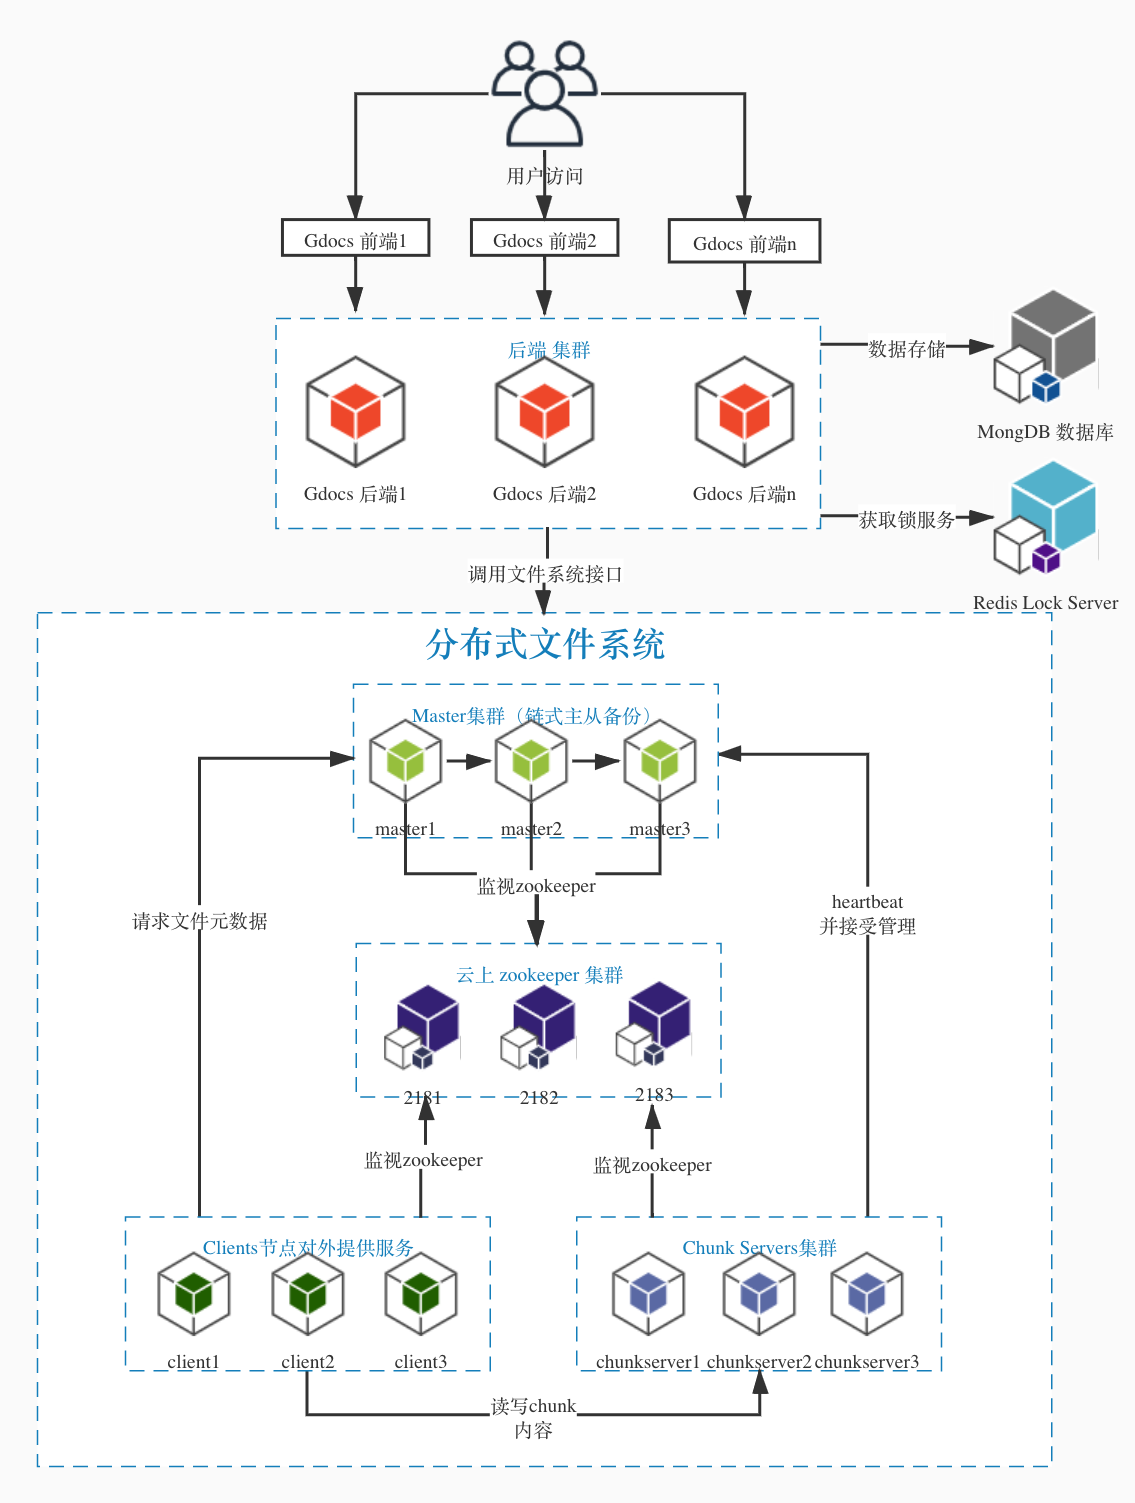 用户访问
Gdocs 前端1
Gdocs 前端2
Gdocs 前端n
后端 集群
Gdocs 后端1
Gdocs 后端2
Gdocs 后端n
数据存储
MongDB 数据库
获取锁服务
Redis Lock Server
调用文件系统接口
分布式文件系统
Master集群（链式主从备份）
master1
master2
master3
监视zookeeper
请求文件元数据
heartbeat
并接受管理
云上 zookeeper 集群
2181
2182
2183
监视zookeeper
监视zookeeper
Clients节点对外提供服务
client1
client2
client3
Chunk Servers集群
chunkserver1
chunkserver2
chunkserver3
读写chunk
内容